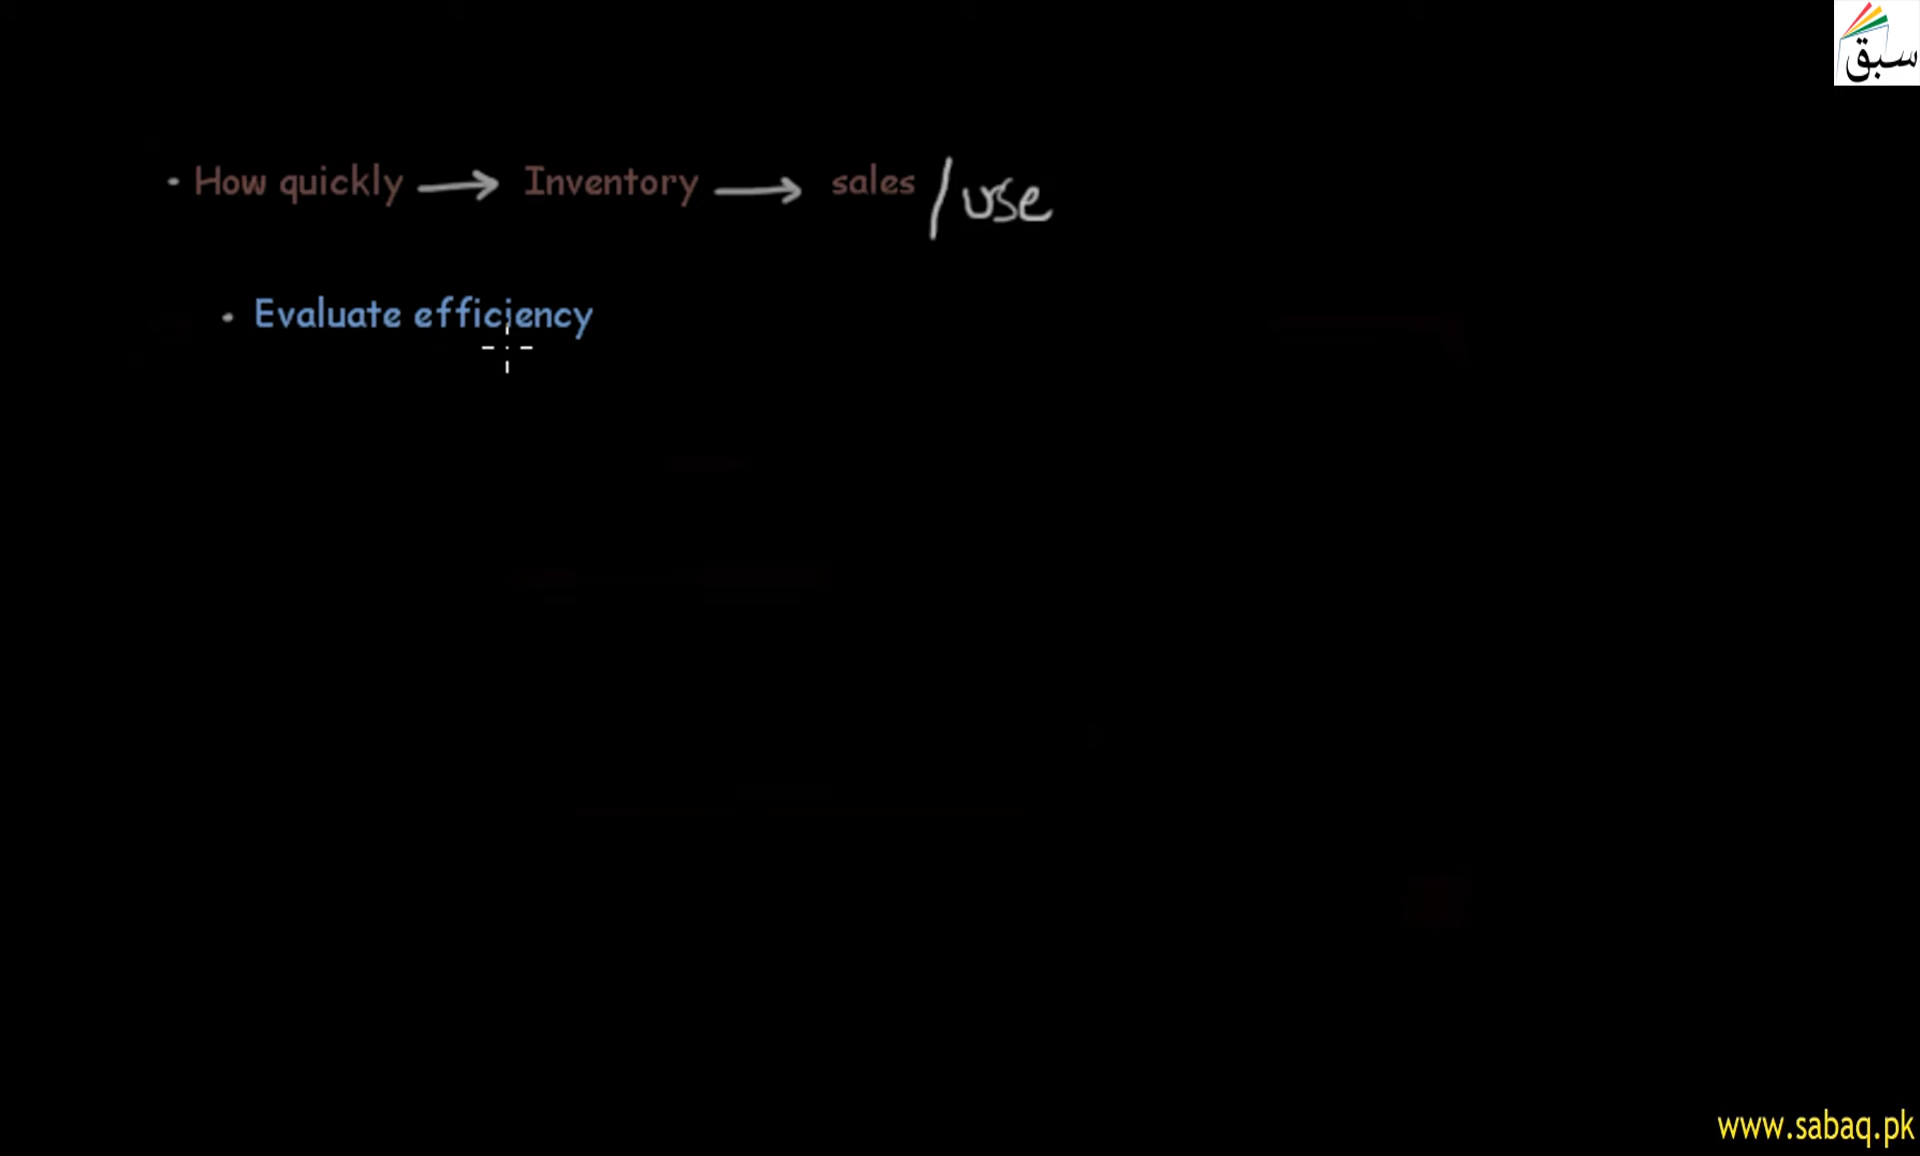 سبق
• How quickly → Inventory → sales / use
• Evaluate efficiency
www.sabaq.pk